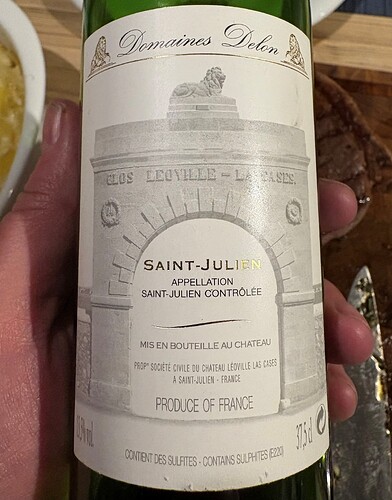 Domaines Delon
CLOS LEOVILLE - LA CASES.
SAINT-JULIEN
APPELLATION
SAINT-JULIEN CONTRÔLÉE
MIS EN BOUTEILLE AU CHATEAU
PROPRE SOCIÉTÉ CIVILE DU CHATEAU LÉOVILLE LAS CASES
A SAINT-JULIEN - FRANCE
PRODUCE OF FRANCE
37,5 cl
CONTIENT DES SULFITES - CONTAINS SULPHITES (E220)